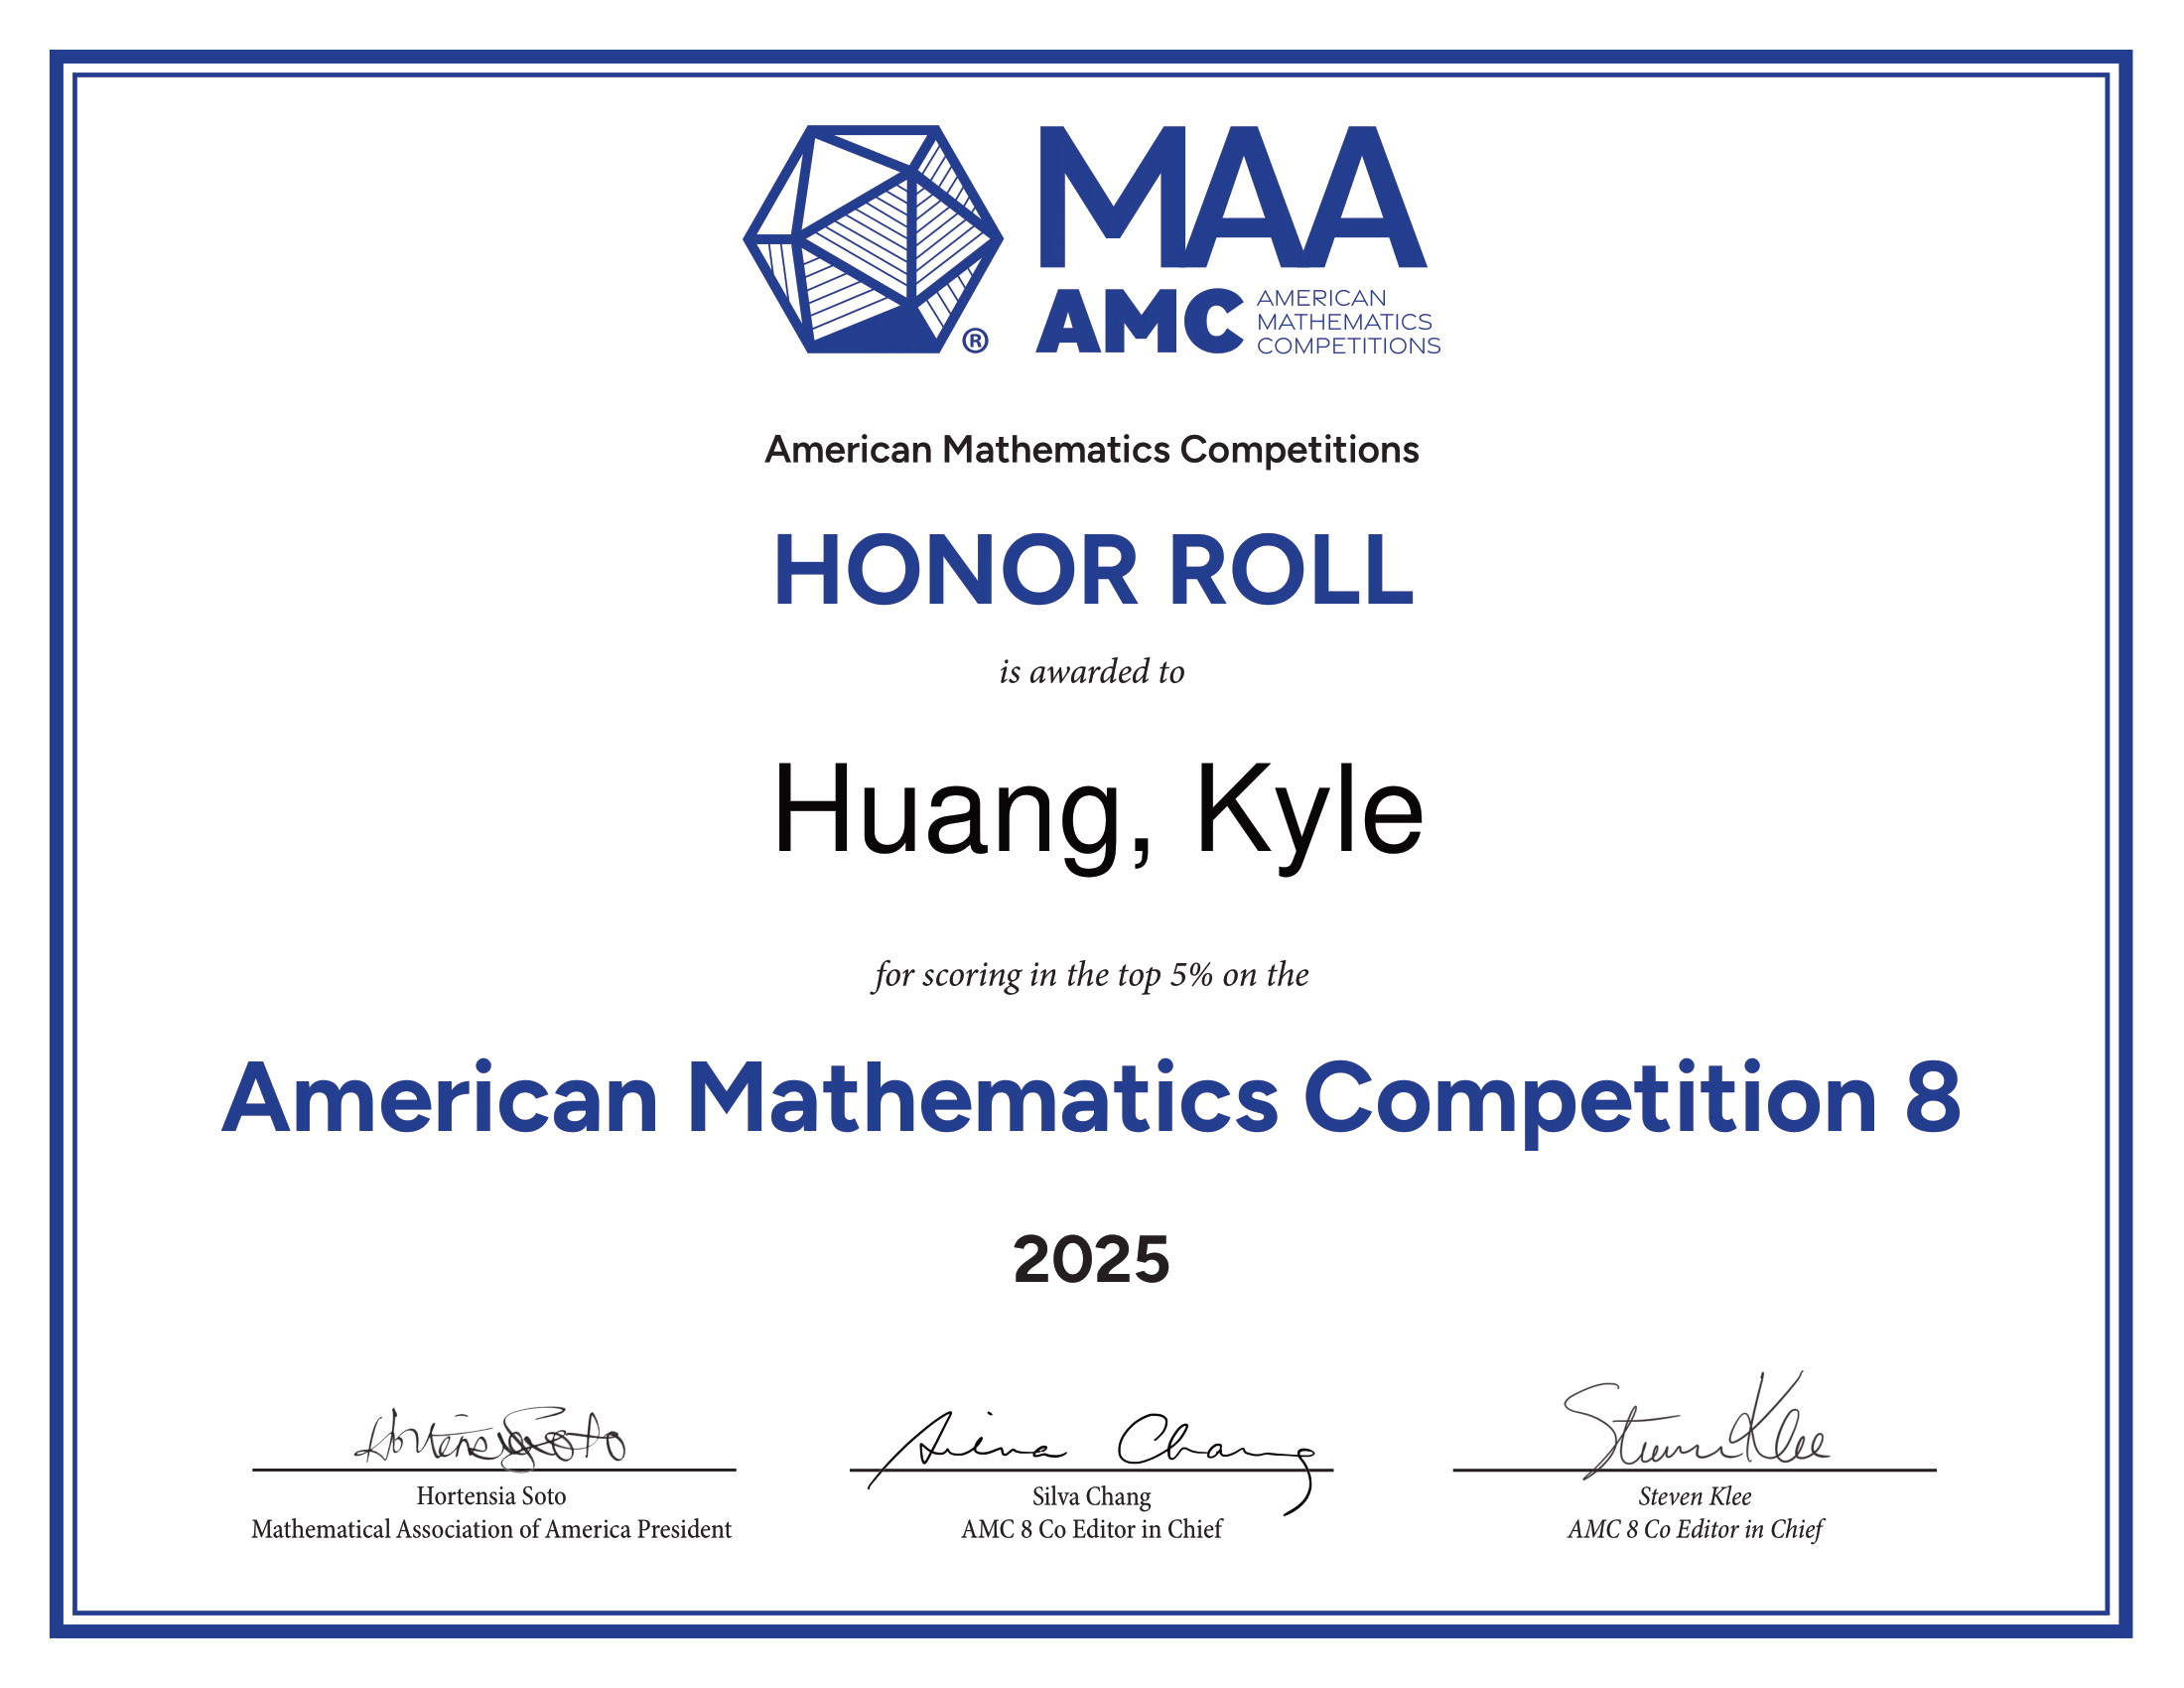 MAA
AMC AMERICAN
MATHEMATICS
COMPETITIONS
®
American Mathematics Competitions
HONOR ROLL
is awarded to
Huang, Kyle
for scoring in the top 5% on the
American Mathematics Competition 8
2025
Hortensia Soto
Silva Chang
Steven Klee
Hortensia Soto
Mathematical Association of America President
Silva Chang
AMC 8 Co Editor in Chief
Steven Klee
AMC 8 Co Editor in Chief